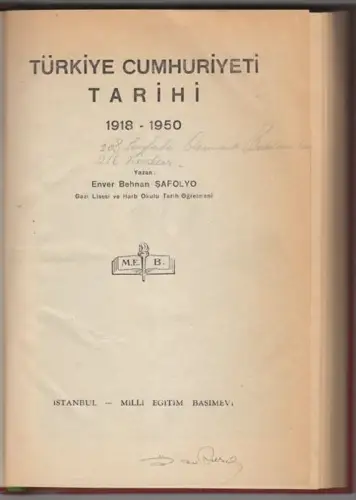 TÜRKİYE CUMHURİYETİ
TARİHİ
1918 - 1950
Yazan:
Enver Behnan ŞAFOLYO
Gazi Lisesi ve Harb Okulu Tarih Öğretmeni
M.E. B.
İSTANBUL — MİLLİ EĞİTİM BASIMEVİ